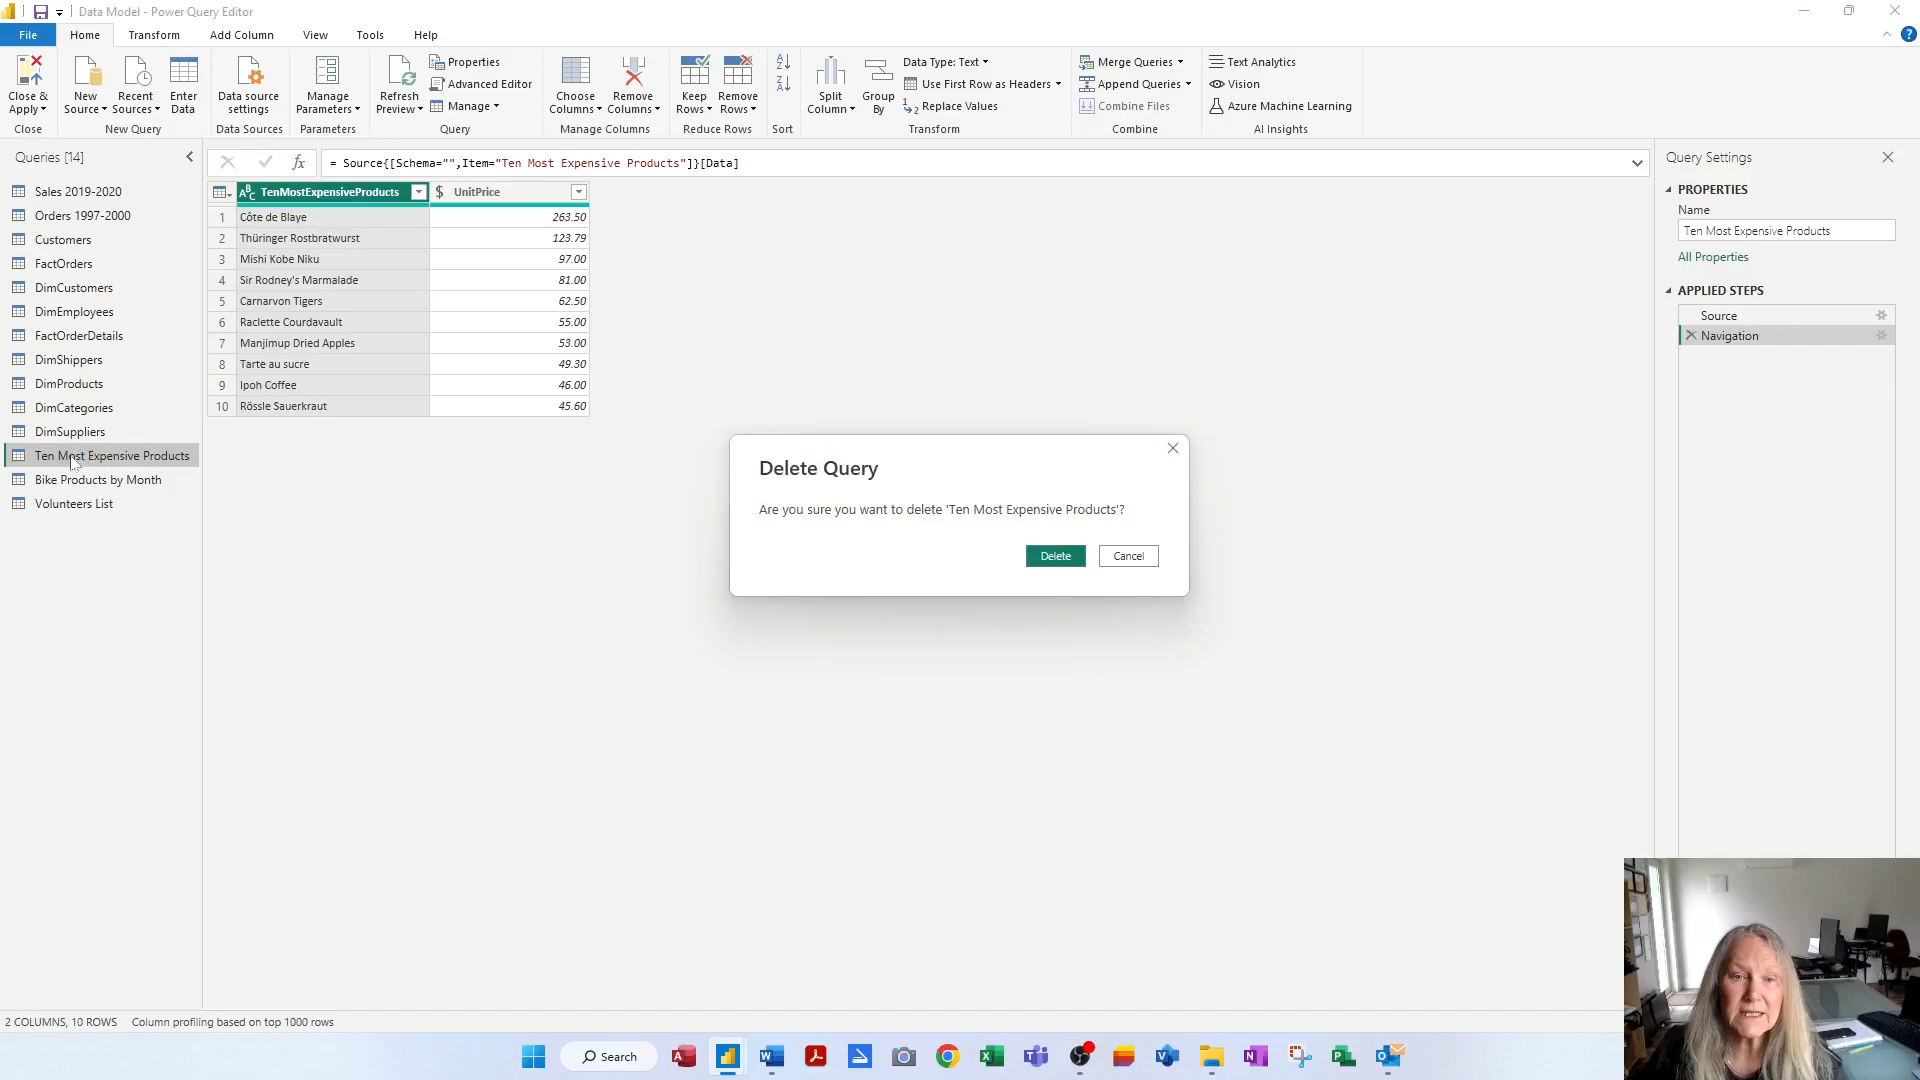 Data Model - Power Query Editor
File Home Transform Add Column View Tools Help
Close & Apply
New Source
Recent Sources
Enter Data
Data source settings
Manage Parameters
Refresh Preview
Properties
Advanced Editor
Manage
Choose Columns
Remove Columns
Keep Rows
Remove Rows
Split Column
Group By
Data Type: Text
Use First Row as Headers
Replace Values
Merge Queries
Append Queries
Combine Files
Text Analytics
Vision
Azure Machine Learning
Close New Query Data Sources Parameters Query Manage Columns Reduce Rows Sort Transform Combine AI Insights
Queries [14]
Sales 2019-2020
Orders 1997-2000
Customers
FactOrders
DimCustomers
DimEmployees
FactOrderDetails
DimShippers
DimProducts
DimCategories
DimSuppliers
Ten Most Expensive Products
Bike Products by Month
Volunteers List
= Source{[Schema="",Item="Ten Most Expensive Products"]}[Data]
TenMostExpensiveProducts $ UnitPrice
1 Côte de Blaye 263.50
2 Thüringer Rostbratwurst 123.79
3 Mishi Kobe Niku 97.00
4 Sir Rodney's Marmalade 81.00
5 Carnarvon Tigers 62.50
6 Raclette Courdavault 55.00
7 Manjimup Dried Apples 53.00
8 Tarte au sucre 49.30
9 Ipoh Coffee 46.00
10 Rössle Sauerkraut 45.60
Delete Query
Are you sure you want to delete 'Ten Most Expensive Products'?
Delete Cancel
Query Settings
PROPERTIES
Name
Ten Most Expensive Products
All Properties
APPLIED STEPS
Source
Navigation
2 COLUMNS, 10 ROWS Column profiling based on top 1000 rows
Search